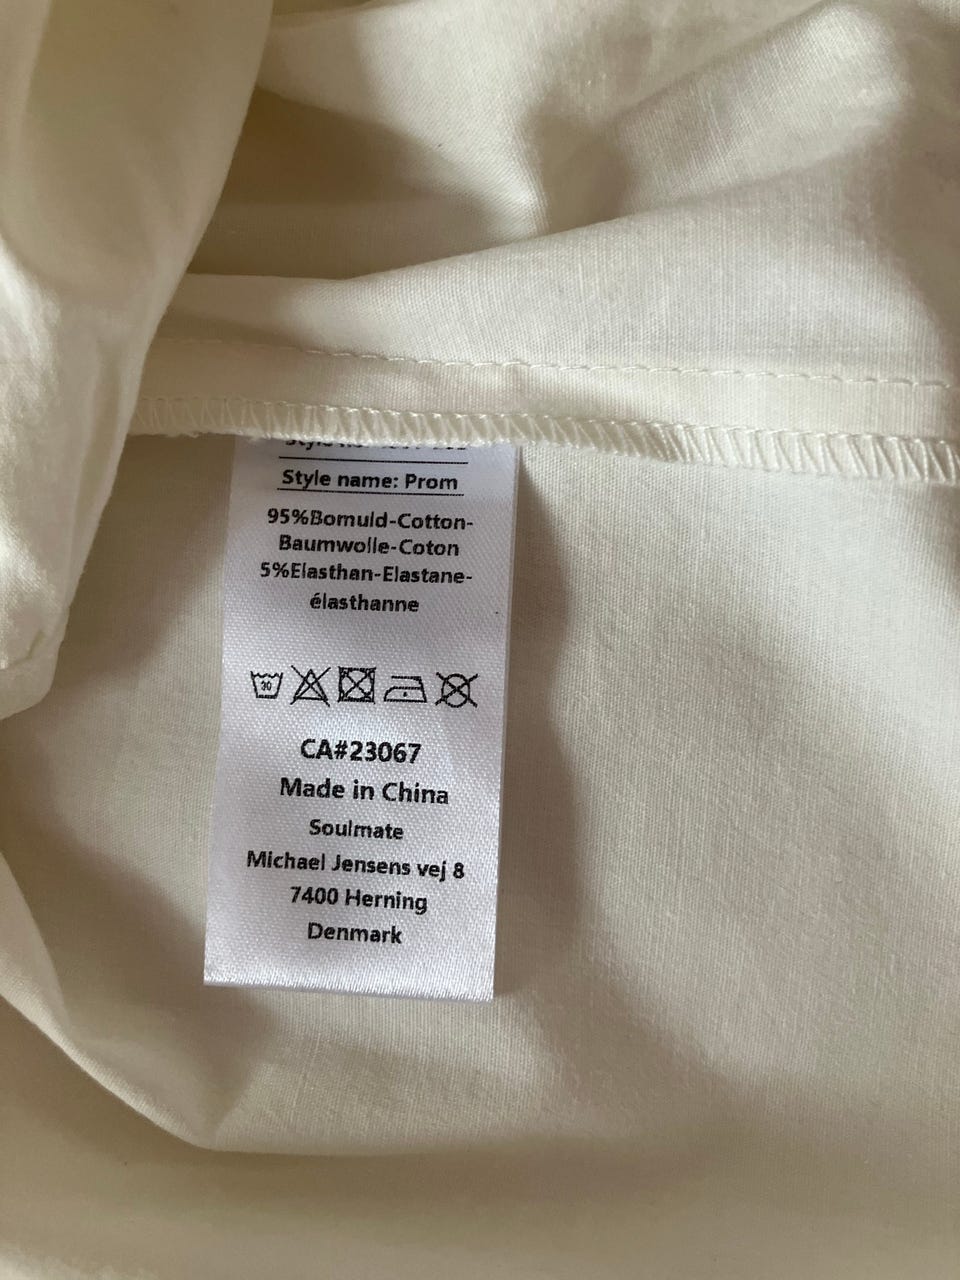 Style name: Prom
95%Bomuld-Cotton-
Baumwolle-Coton
5%Elasthan-Elastane-
élasthanne
30
CA#23067
Made in China
Soulmate
Michael Jensens vej 8
7400 Herning
Denmark